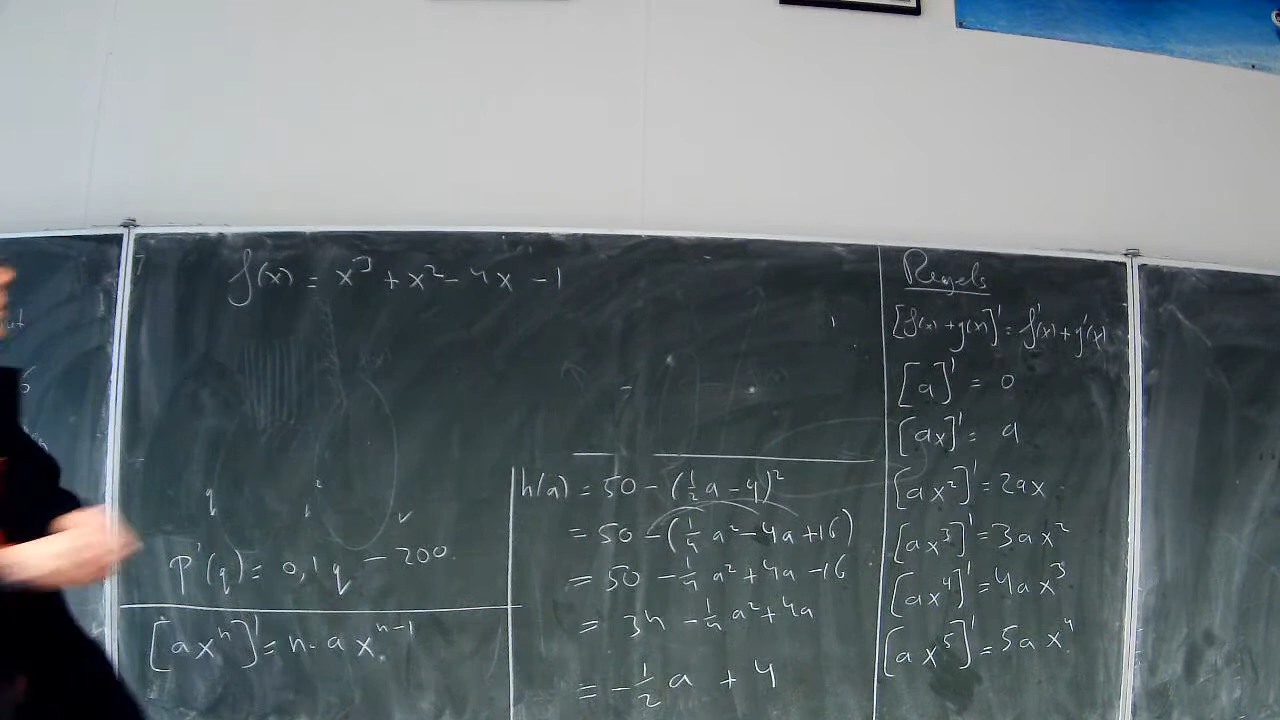 f(x) = x³ + x² - 4x - 1
q
P'(q) = 0,1q - 200.
[axⁿ]' = n · a xⁿ⁻¹.
h(a) = 50 - (½a - 4)²
= 50 - (¼a² - 4a + 16)
= 50 - ¼a² + 4a - 16
= 34 - ¼a² + 4a
= -½a + 4
Regels
[f(x) + g(x)]' = f'(x) + g'(x)
[a]' = 0
[ax]' = a
[ax²]' = 2ax
[ax³]' = 3ax²
[ax⁴]' = 4ax³
[ax⁵]' = 5ax⁴.